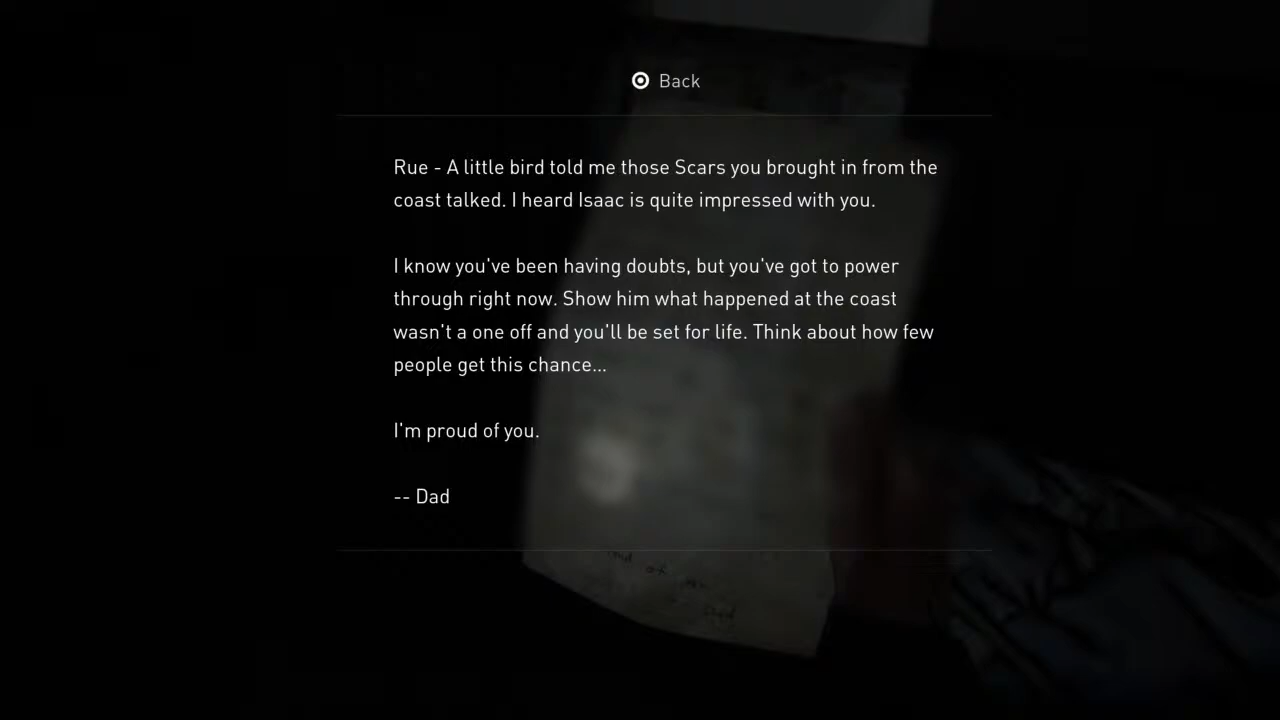 Back
Rue - A little bird told me those Scars you brought in from the
coast talked. I heard Isaac is quite impressed with you.
I know you've been having doubts, but you've got to power
through right now. Show him what happened at the coast
wasn't a one off and you'll be set for life. Think about how few
people get this chance...
I'm proud of you.
-- Dad